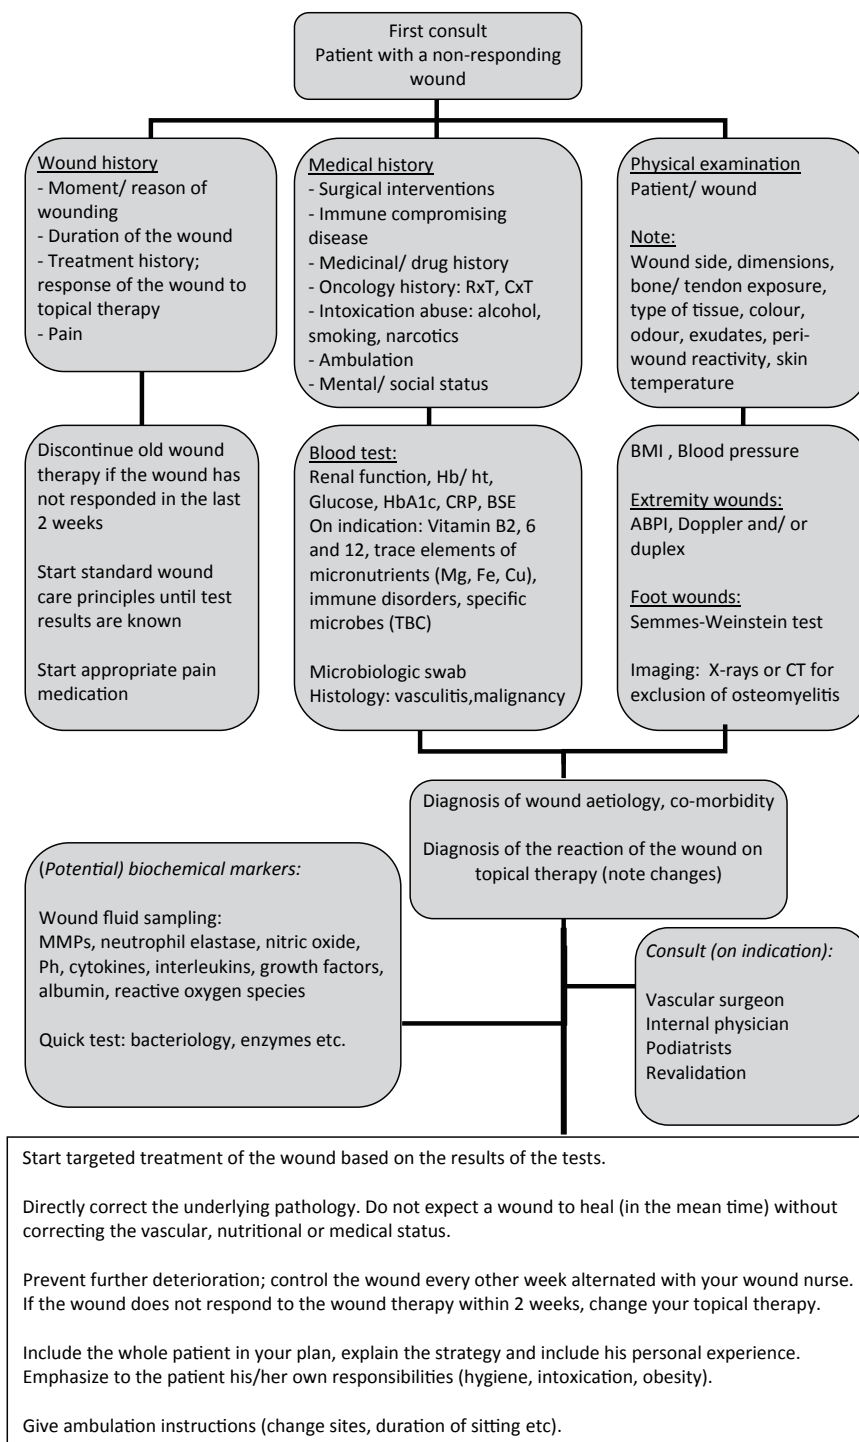 First consult
Patient with a non-responding
wound
Wound history
- Moment/ reason of
wounding
- Duration of the wound
- Treatment history;
response of the wound to
topical therapy
- Pain
Medical history
- Surgical interventions
- Immune compromising
disease
- Medicinal/ drug history
- Oncology history: RxT, CxT
- Intoxication abuse: alcohol,
smoking, narcotics
- Ambulation
- Mental/ social status
Physical examination
Patient/ wound
Note:
Wound side, dimensions,
bone/ tendon exposure,
type of tissue, colour,
odour, exudates, peri-
wound reactivity, skin
temperature
Discontinue old wound
therapy if the wound has
not responded in the last
2 weeks
Start standard wound
care principles until test
results are known
Start appropriate pain
medication
Blood test:
Renal function, Hb/ ht,
Glucose, HbA1c, CRP, BSE
On indication: Vitamin B2, 6
and 12, trace elements of
micronutrients (Mg, Fe, Cu),
immune disorders, specific
microbes (TBC)
Microbiologic swab
Histology: vasculitis,malignancy
BMI , Blood pressure
Extremity wounds:
ABPI, Doppler and/ or
duplex
Foot wounds:
Semmes-Weinstein test
Imaging: X-rays or CT for
exclusion of osteomyelitis
Diagnosis of wound aetiology, co-morbidity
Diagnosis of the reaction of the wound on
topical therapy (note changes)
(Potential) biochemical markers:
Wound fluid sampling:
MMPs, neutrophil elastase, nitric oxide,
Ph, cytokines, interleukins, growth factors,
albumin, reactive oxygen species
Quick test: bacteriology, enzymes etc.
Consult (on indication):
Vascular surgeon
Internal physician
Podiatrists
Revalidation
Start targeted treatment of the wound based on the results of the tests.
Directly correct the underlying pathology. Do not expect a wound to heal (in the mean time) without
correcting the vascular, nutritional or medical status.
Prevent further deterioration; control the wound every other week alternated with your wound nurse.
If the wound does not respond to the wound therapy within 2 weeks, change your topical therapy.
Include the whole patient in your plan, explain the strategy and include his personal experience.
Emphasize to the patient his/her own responsibilities (hygiene, intoxication, obesity).
Give ambulation instructions (change sites, duration of sitting etc).